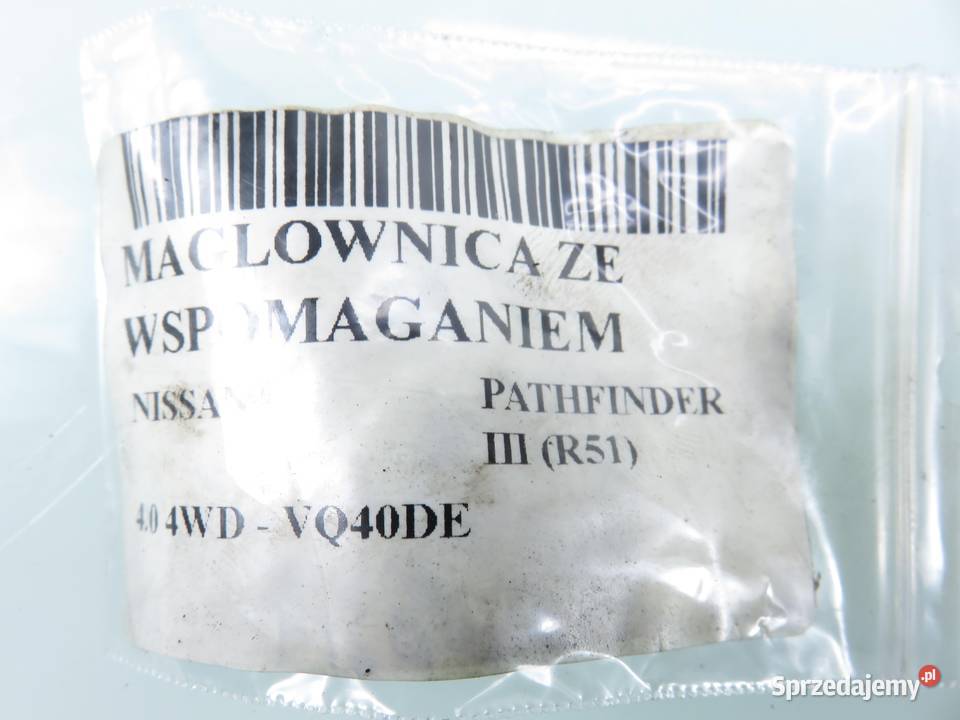 MAGLOWNICA ZE
WSPOMAGANIEM
NISSAN PATHFINDER
III (R51)
4.0 4WD - VQ40DE
Sprzedajemy.pl